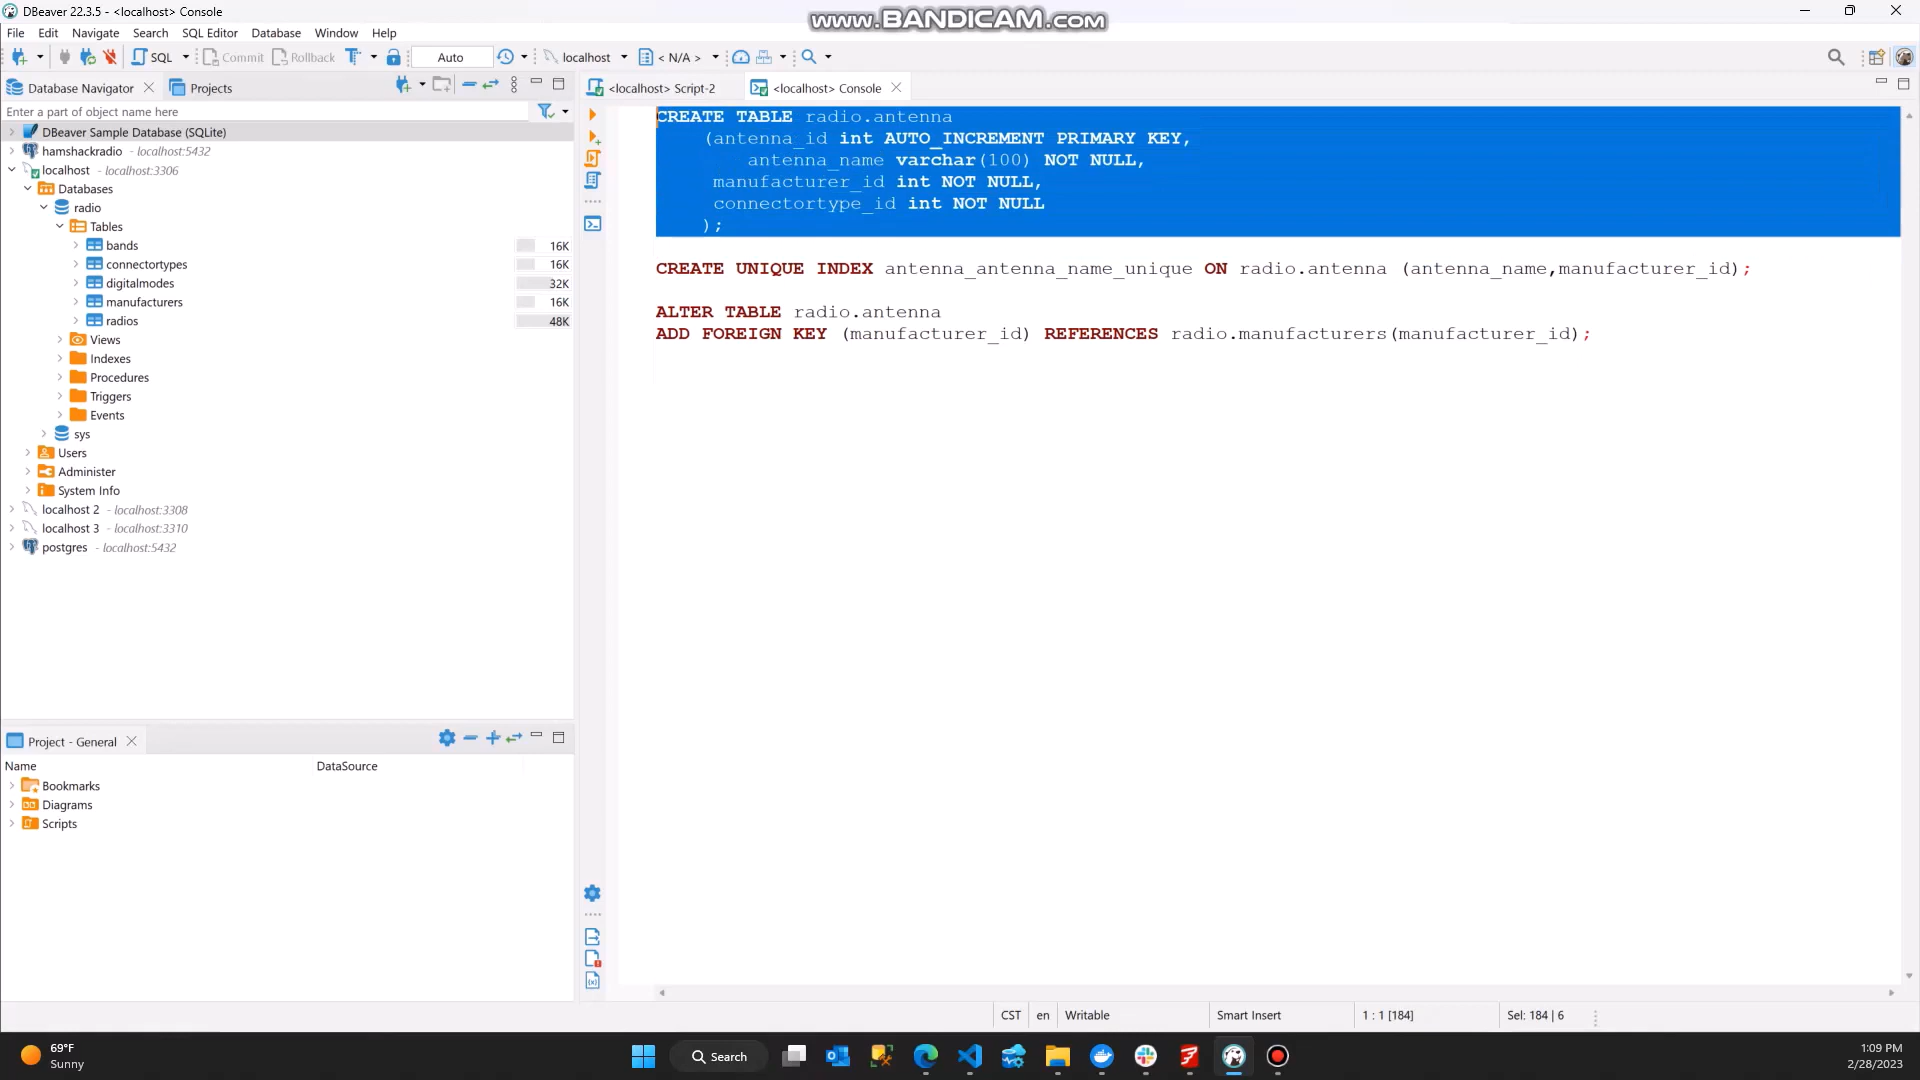 DBeaver 22.3.5 - <localhost> Console
www.BANDICAM.com
File Edit Navigate Search SQL Editor Database Window Help
SQL Commit Rollback Auto localhost < N/A >
Database Navigator Projects
<localhost> Script-2 <localhost> Console
Enter a part of object name here
DBeaver Sample Database (SQLite)
hamshackradio - localhost:5432
localhost - localhost:3306
Databases
radio
Tables
bands 16K
connectortypes 16K
digitalmodes 32K
manufacturers 16K
radios 48K
Views
Indexes
Procedures
Triggers
Events
sys
Users
Administer
System Info
localhost 2 - localhost:3308
localhost 3 - localhost:3310
postgres - localhost:5432
CREATE TABLE radio.antenna
(antenna_id int AUTO_INCREMENT PRIMARY KEY,
antenna_name varchar(100) NOT NULL,
manufacturer_id int NOT NULL,
connectortype_id int NOT NULL
);
CREATE UNIQUE INDEX antenna_antenna_name_unique ON radio.antenna (antenna_name,manufacturer_id);
ALTER TABLE radio.antenna
ADD FOREIGN KEY (manufacturer_id) REFERENCES radio.manufacturers(manufacturer_id);
Project - General
Name DataSource
Bookmarks
Diagrams
Scripts
CST en Writable Smart Insert 1 : 1 [184] Sel: 184 | 6
69°F
Sunny
Search
1:09 PM
2/28/2023